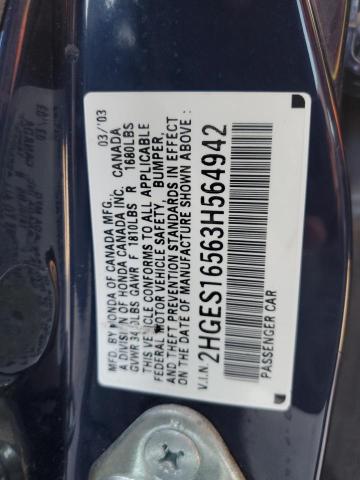 MFD. BY HONDA OF CANADA MFG., 03/'03
A DIVISION OF HONDA CANADA INC. CANADA
GVWR LBS GAWR F 1810LBS R 1680LBS
THIS VEHICLE CONFORMS TO ALL APPLICABLE
FEDERAL MOTOR VEHICLE SAFETY, BUMPER,
AND THEFT PREVENTION STANDARDS IN EFFECT
ON THE DATE OF MANUFACTURE SHOWN ABOVE.
V.I.N. 2HGES16563H564942
PASSENGER CAR